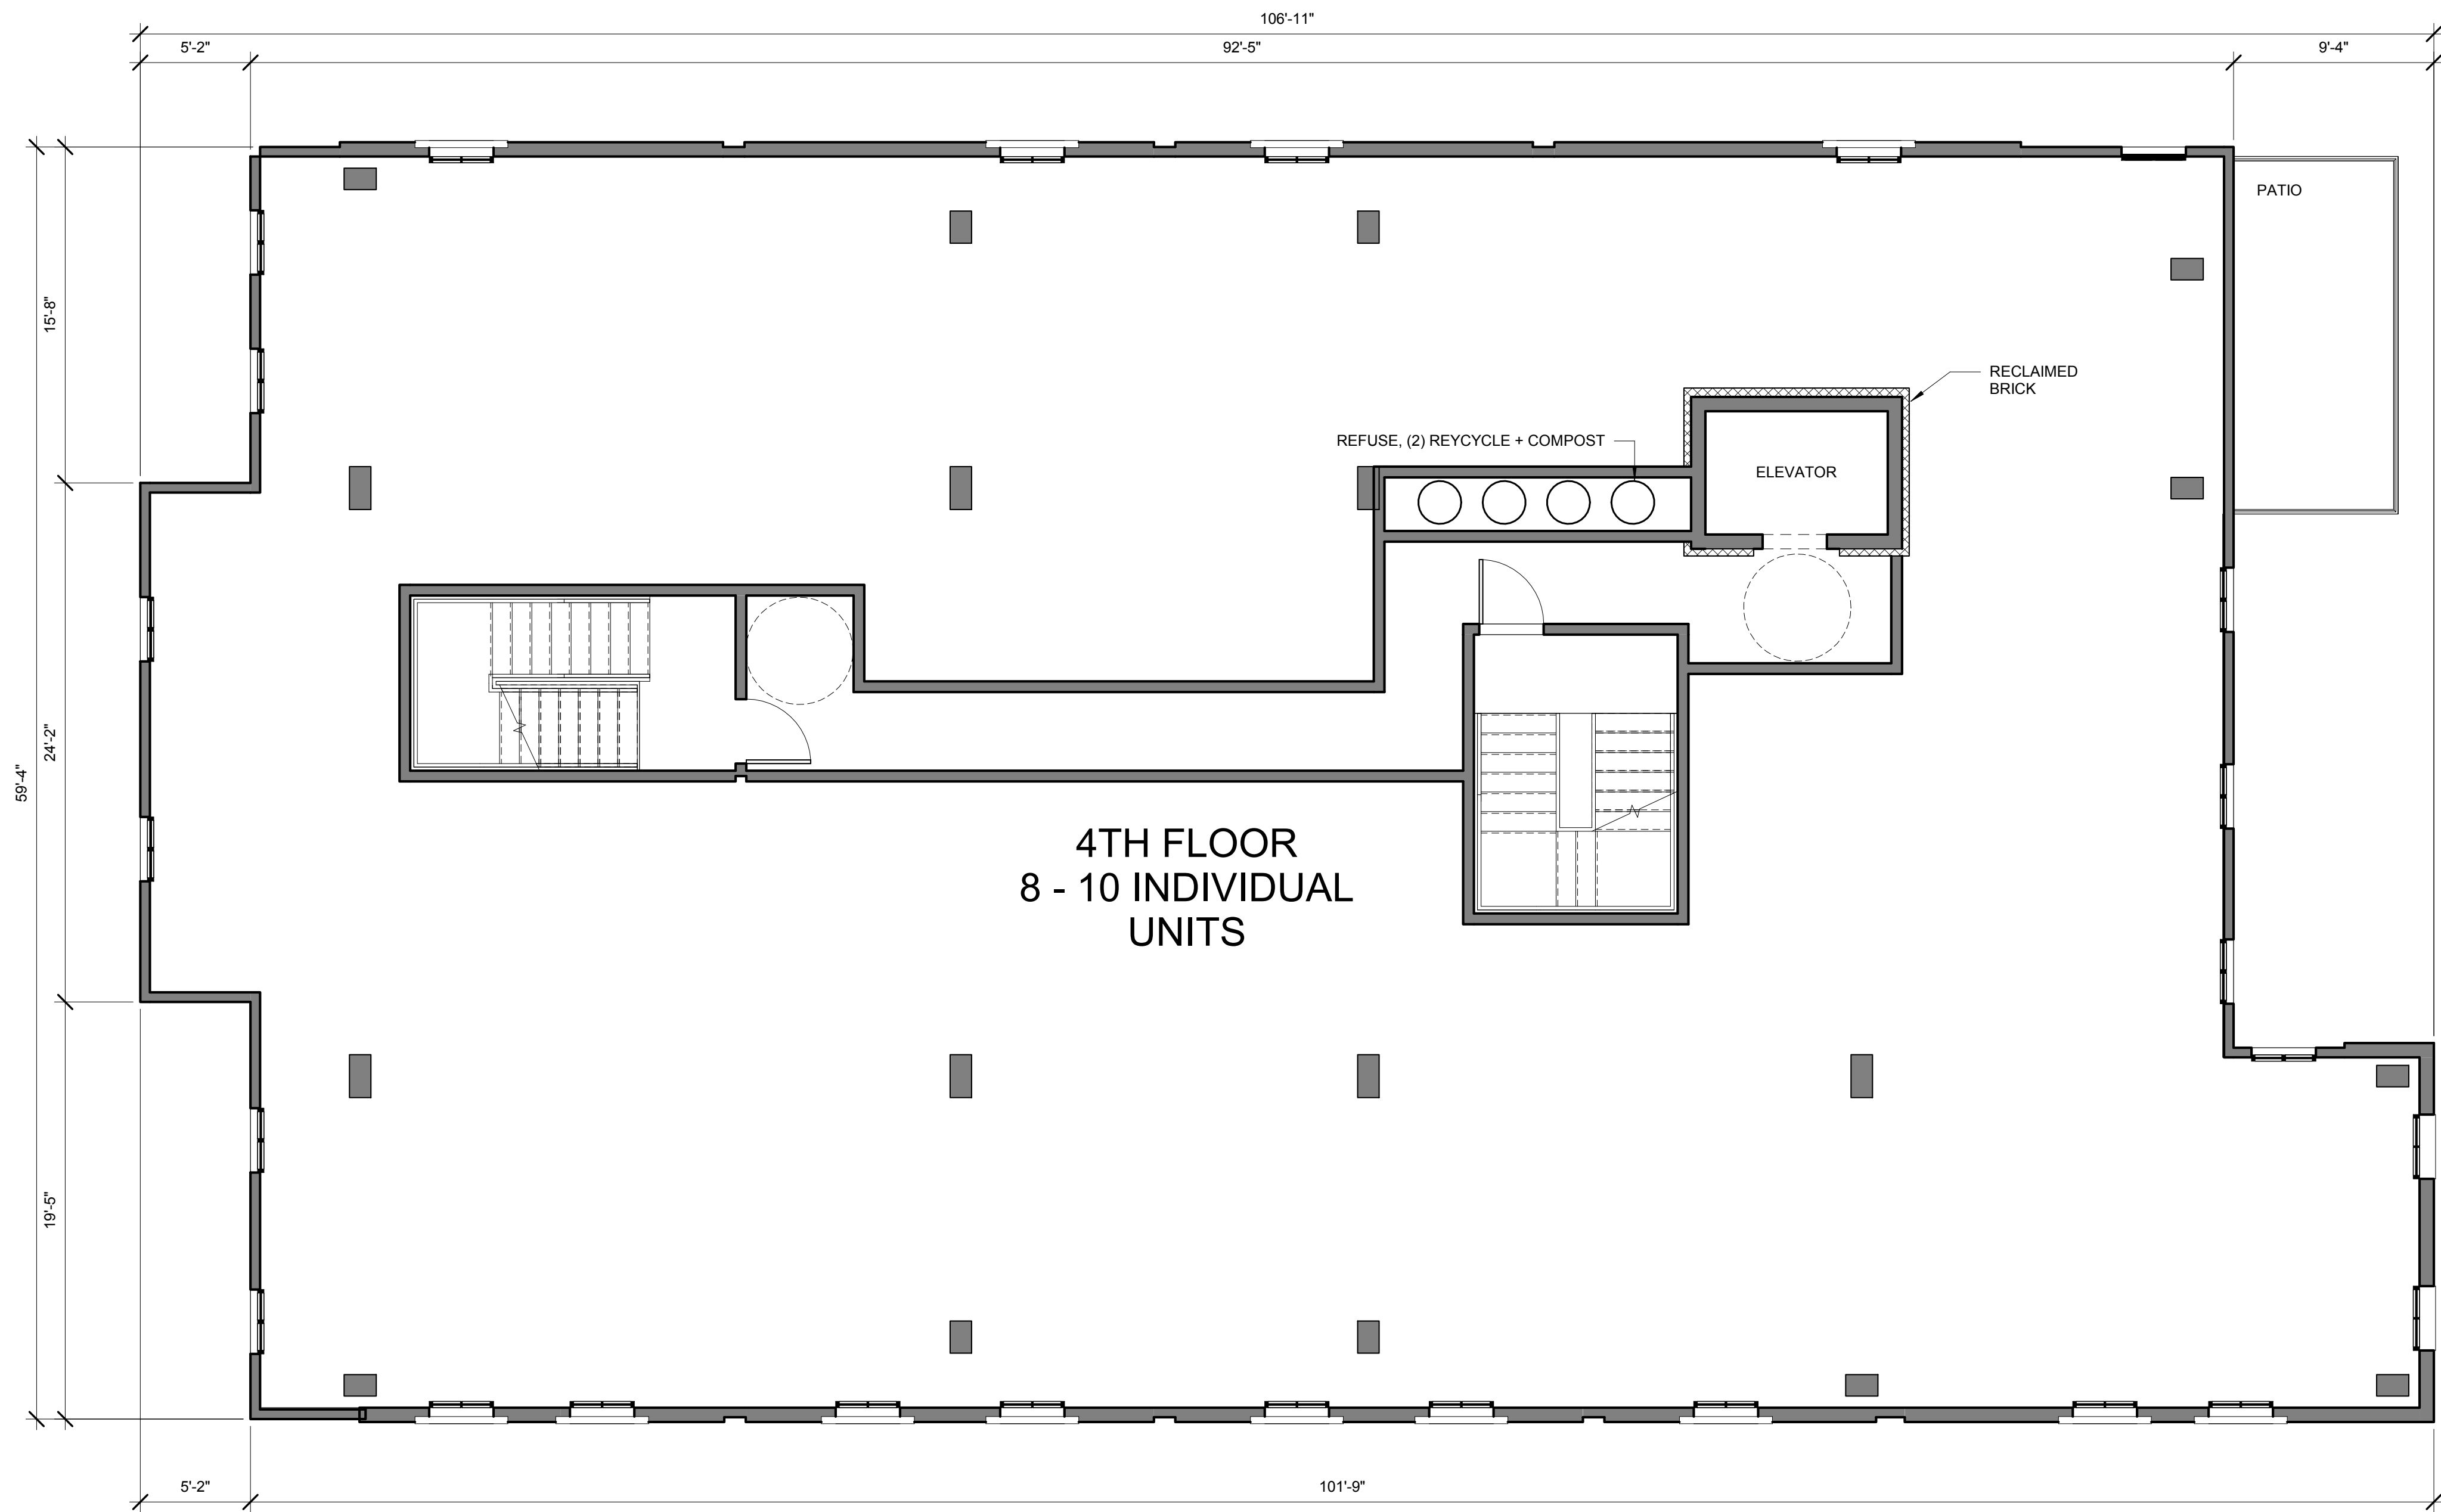 106'-11"
5'-2"
92'-5"
9'-4"
PATIO
15'-8"
RECLAIMED
BRICK
REFUSE, (2) REYCYCLE + COMPOST
ELEVATOR
24'-2"
59'-4"
4TH FLOOR
8 - 10 INDIVIDUAL
UNITS
19'-5"
5'-2"
101'-9"